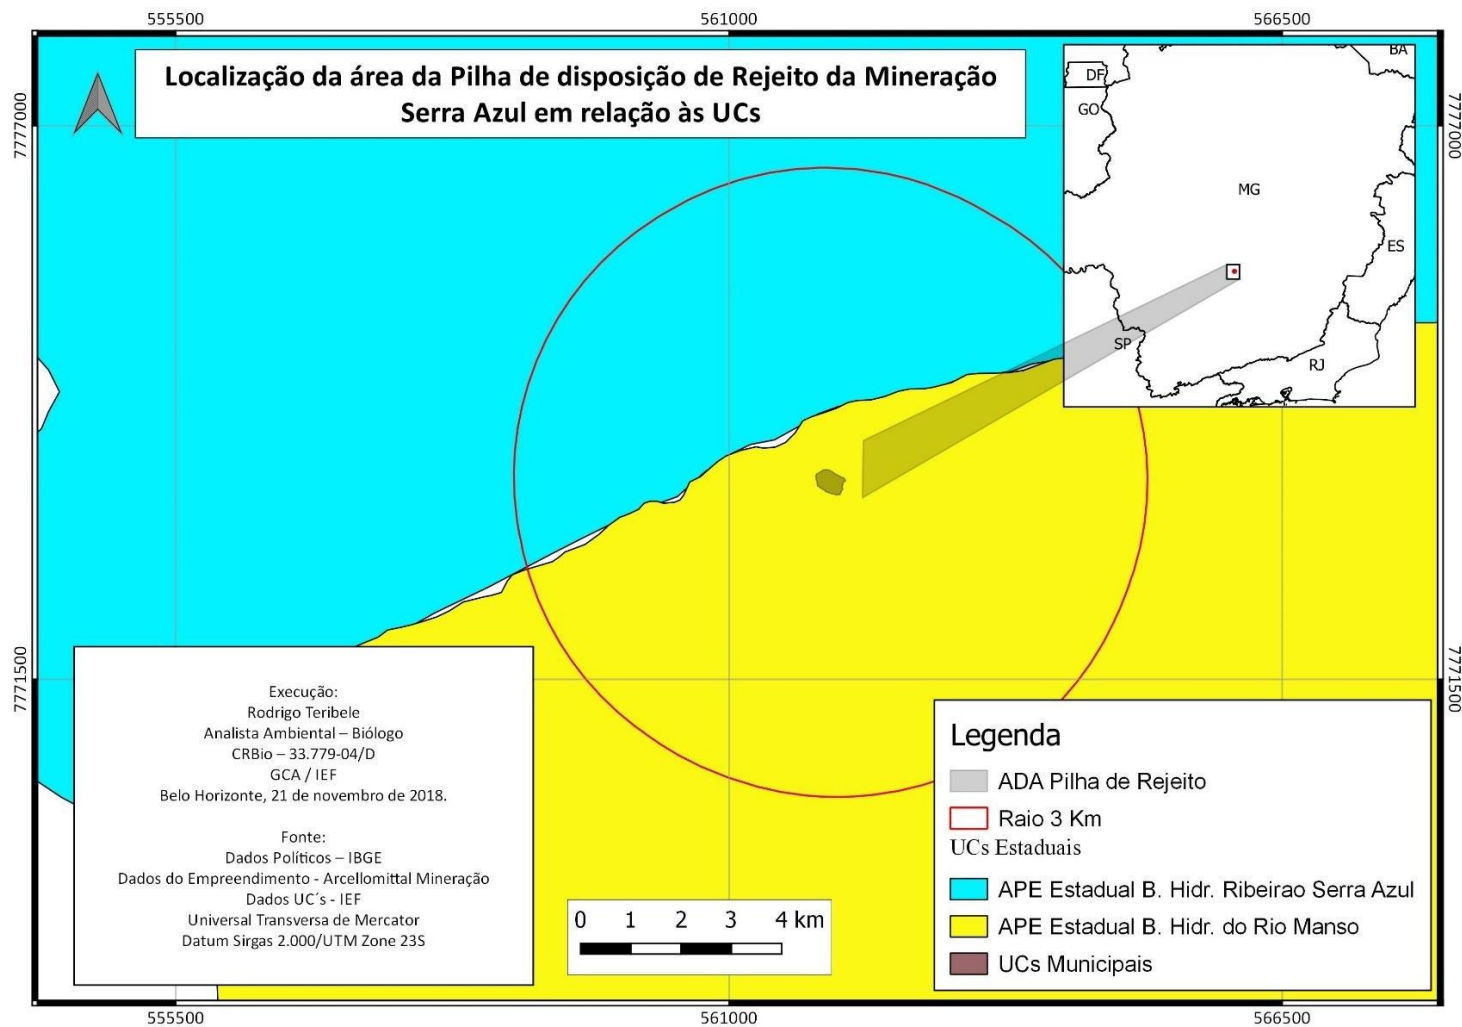 555500
561000
566500
Localização da área da Pilha de disposição de Rejeito da Mineração
Serra Azul em relação às UCs
7777000
7777000
BA
DF
GO
MG
ES
SP
RJ
7771500
7771500
Execução:
Rodrigo Teribele
Analista Ambiental – Biólogo
CRBio – 33.779-04/D
GCA / IEF
Belo Horizonte, 21 de novembro de 2018.
Fonte:
Dados Políticos – IBGE
Dados do Empreendimento - Arcellomittal Mineração
Dados UC´s - IEF
Universal Transversa de Mercator
Datum Sirgas 2.000/UTM Zone 23S
0 1 2 3 4 km
Legenda
ADA Pilha de Rejeito
Raio 3 Km
UCs Estaduais
APE Estadual B. Hidr. Ribeirao Serra Azul
APE Estadual B. Hidr. do Rio Manso
UCs Municipais
555500
561000
566500